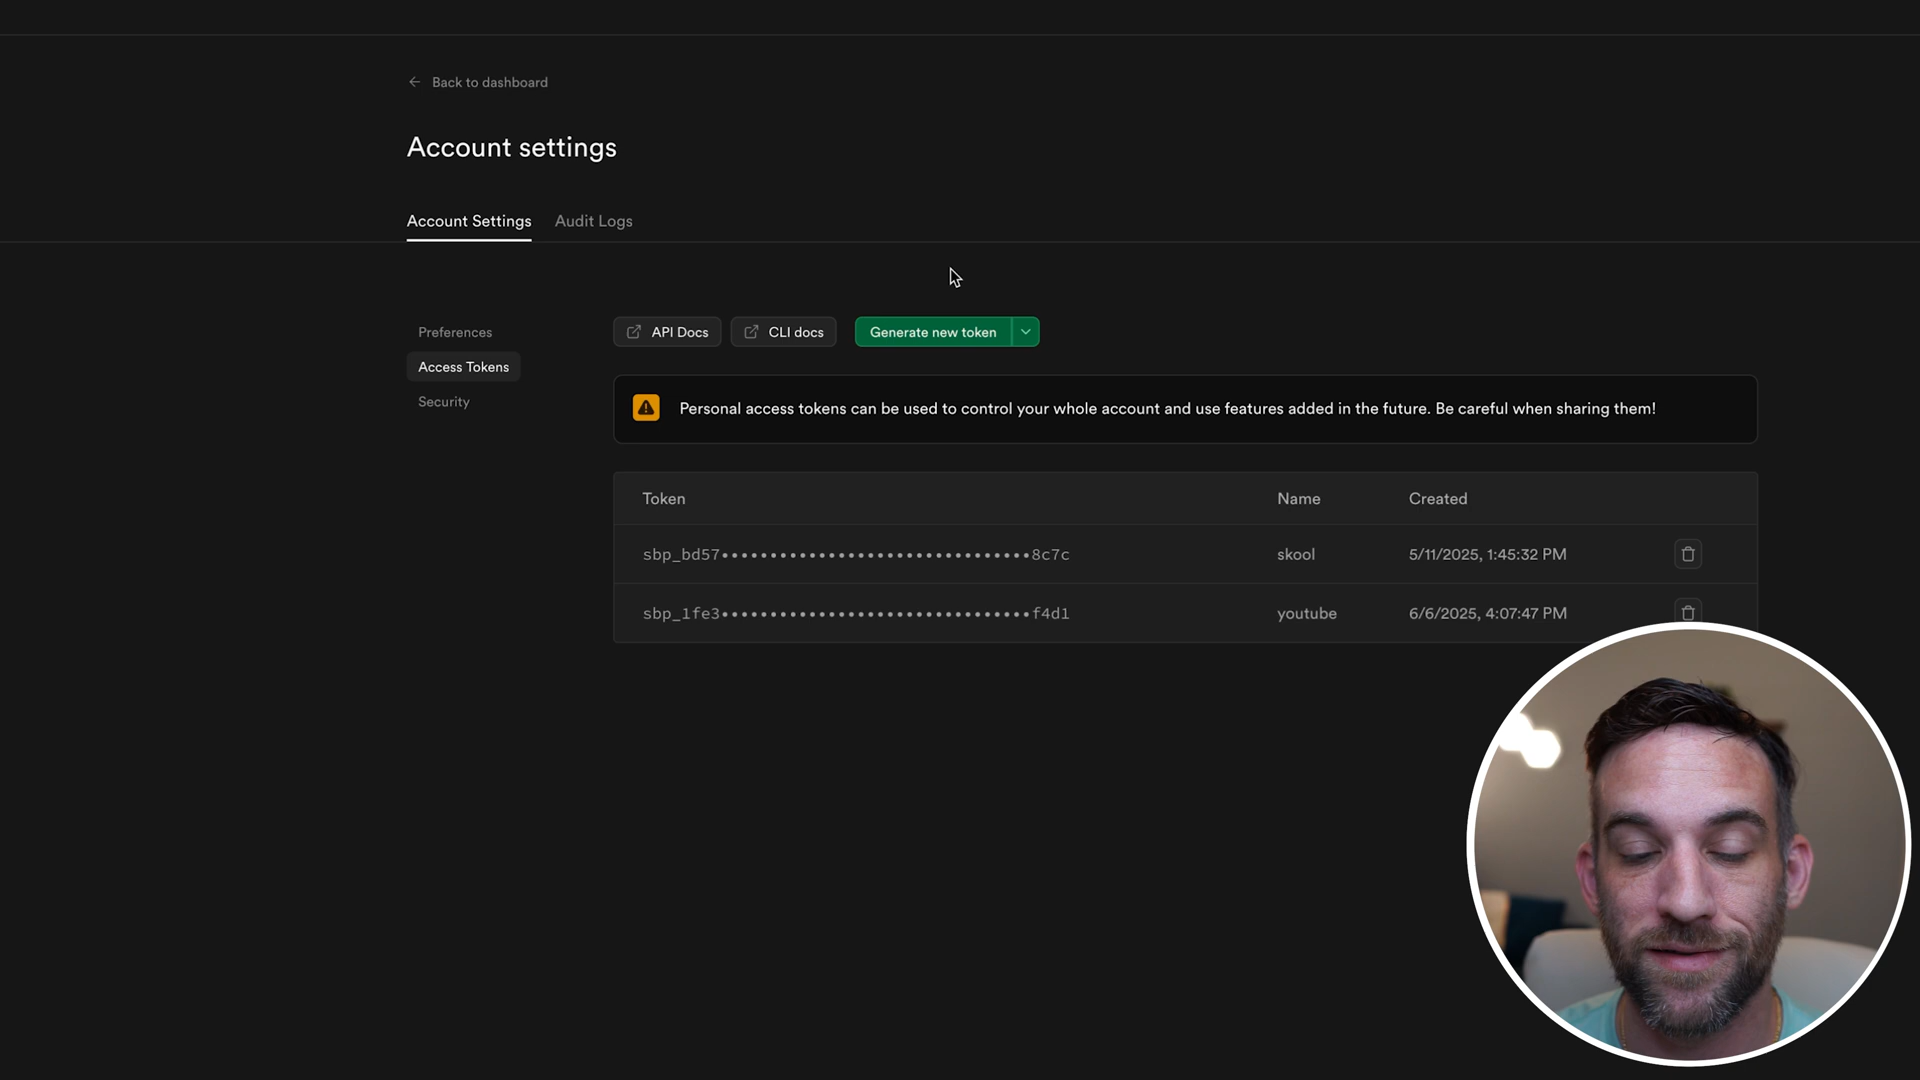 Back to dashboard
Account settings
Account Settings Audit Logs
Preferences
Access Tokens
Security
API Docs CLI docs Generate new token
Personal access tokens can be used to control your whole account and use features added in the future. Be careful when sharing them!
Token Name Created
sbp_bd57••••••••••••••••••••••••••••••••8c7c skool 5/11/2025, 1:45:32 PM
sbp_1fe3••••••••••••••••••••••••••••••••f4d1 youtube 6/6/2025, 4:07:47 PM